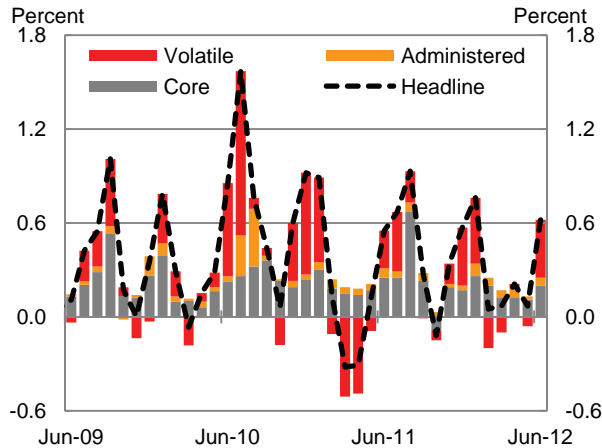 Percent Percent
1.8 1.8
Volatile Administered
Core Headline
1.2 1.2
0.6 0.6
0.0 0.0
-0.6 -0.6
Jun-09 Jun-10 Jun-11 Jun-12